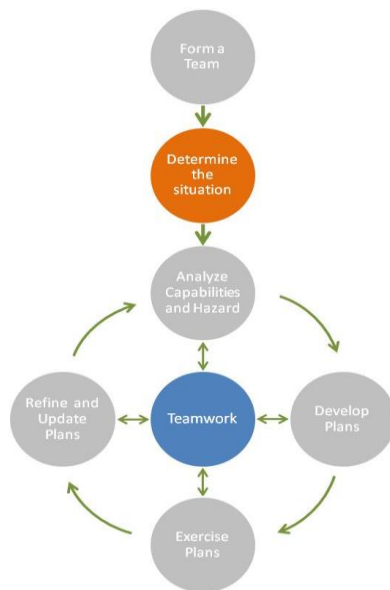 Form a
Team
Determine
the
situation
Analyze
Capabilities
and Hazard
Refine and
Update
Plans
Teamwork
Develop
Plans
Exercise
Plans